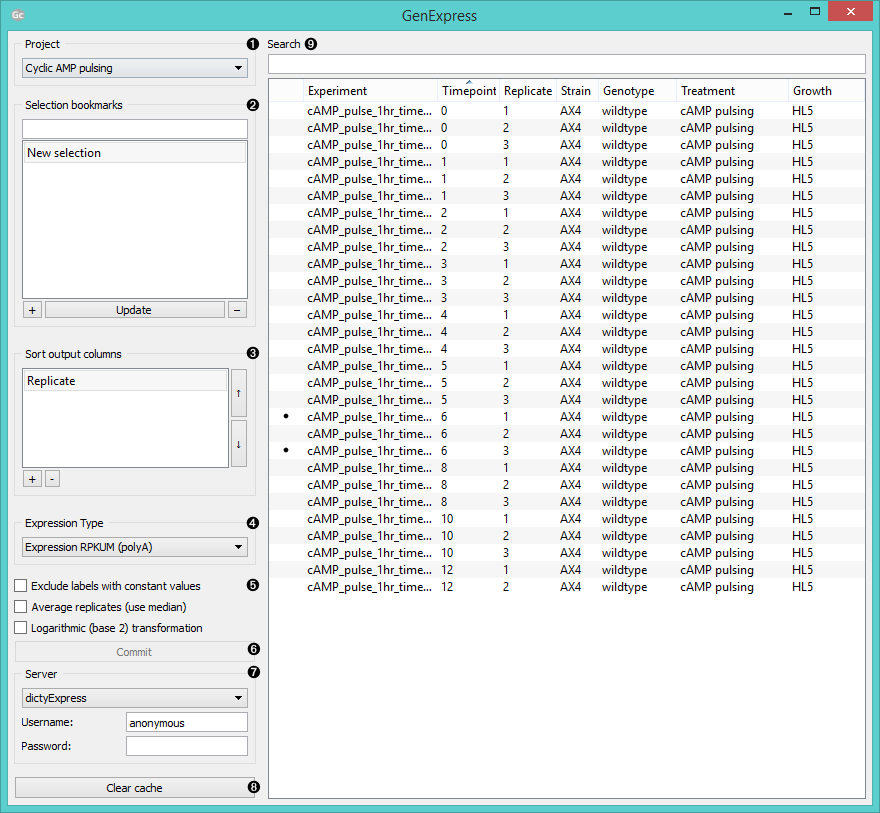 Gc GenExpress
Project ❶
Cyclic AMP pulsing
Selection bookmarks ❷
New selection
+ Update −
Sort output columns ❸
Replicate
↑
↓
+ -
Expression Type ❹
Expression RPKUM (polyA)
Exclude labels with constant values ❺
Average replicates (use median)
Logarithmic (base 2) transformation
Commit ❻
Server ❼
dictyExpress
Username: anonymous
Password:
Clear cache ❽
Search ❾
Experiment Timepoint Replicate Strain Genotype Treatment Growth
cAMP_pulse_1hr_time... 0 1 AX4 wildtype cAMP pulsing HL5
cAMP_pulse_1hr_time... 0 2 AX4 wildtype cAMP pulsing HL5
cAMP_pulse_1hr_time... 0 3 AX4 wildtype cAMP pulsing HL5
cAMP_pulse_1hr_time... 1 1 AX4 wildtype cAMP pulsing HL5
cAMP_pulse_1hr_time... 1 2 AX4 wildtype cAMP pulsing HL5
cAMP_pulse_1hr_time... 1 3 AX4 wildtype cAMP pulsing HL5
cAMP_pulse_1hr_time... 2 1 AX4 wildtype cAMP pulsing HL5
cAMP_pulse_1hr_time... 2 2 AX4 wildtype cAMP pulsing HL5
cAMP_pulse_1hr_time... 2 3 AX4 wildtype cAMP pulsing HL5
cAMP_pulse_1hr_time... 3 1 AX4 wildtype cAMP pulsing HL5
cAMP_pulse_1hr_time... 3 2 AX4 wildtype cAMP pulsing HL5
cAMP_pulse_1hr_time... 3 3 AX4 wildtype cAMP pulsing HL5
cAMP_pulse_1hr_time... 4 1 AX4 wildtype cAMP pulsing HL5
cAMP_pulse_1hr_time... 4 2 AX4 wildtype cAMP pulsing HL5
cAMP_pulse_1hr_time... 4 3 AX4 wildtype cAMP pulsing HL5
cAMP_pulse_1hr_time... 5 1 AX4 wildtype cAMP pulsing HL5
cAMP_pulse_1hr_time... 5 2 AX4 wildtype cAMP pulsing HL5
cAMP_pulse_1hr_time... 5 3 AX4 wildtype cAMP pulsing HL5
• cAMP_pulse_1hr_time... 6 1 AX4 wildtype cAMP pulsing HL5
cAMP_pulse_1hr_time... 6 2 AX4 wildtype cAMP pulsing HL5
• cAMP_pulse_1hr_time... 6 3 AX4 wildtype cAMP pulsing HL5
cAMP_pulse_1hr_time... 8 1 AX4 wildtype cAMP pulsing HL5
cAMP_pulse_1hr_time... 8 2 AX4 wildtype cAMP pulsing HL5
cAMP_pulse_1hr_time... 8 3 AX4 wildtype cAMP pulsing HL5
cAMP_pulse_1hr_time... 10 1 AX4 wildtype cAMP pulsing HL5
cAMP_pulse_1hr_time... 10 2 AX4 wildtype cAMP pulsing HL5
cAMP_pulse_1hr_time... 10 3 AX4 wildtype cAMP pulsing HL5
cAMP_pulse_1hr_time... 12 1 AX4 wildtype cAMP pulsing HL5
cAMP_pulse_1hr_time... 12 2 AX4 wildtype cAMP pulsing HL5